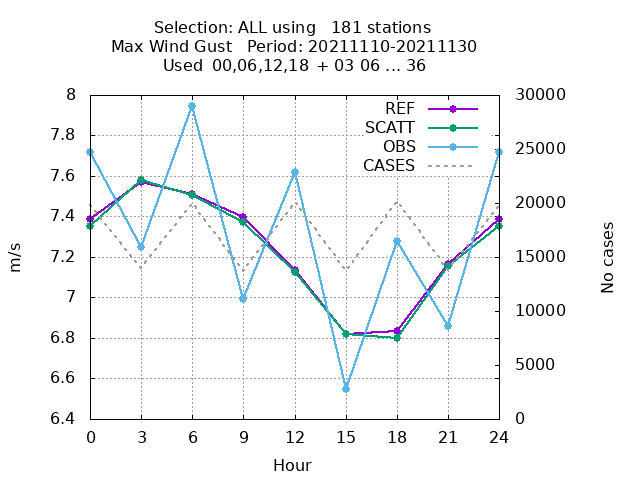 Selection: ALL using   181 stations
Max Wind Gust   Period: 20211110-20211130
Used  00,06,12,18  + 03 06 ... 36
8
7.8
7.6
7.4
7.2
7
6.8
6.6
6.4
m/s
30000
25000
20000
15000
10000
5000
0
No cases
REF
SCATT
OBS
CASES
0 3 6 9 12 15 18 21 24
Hour